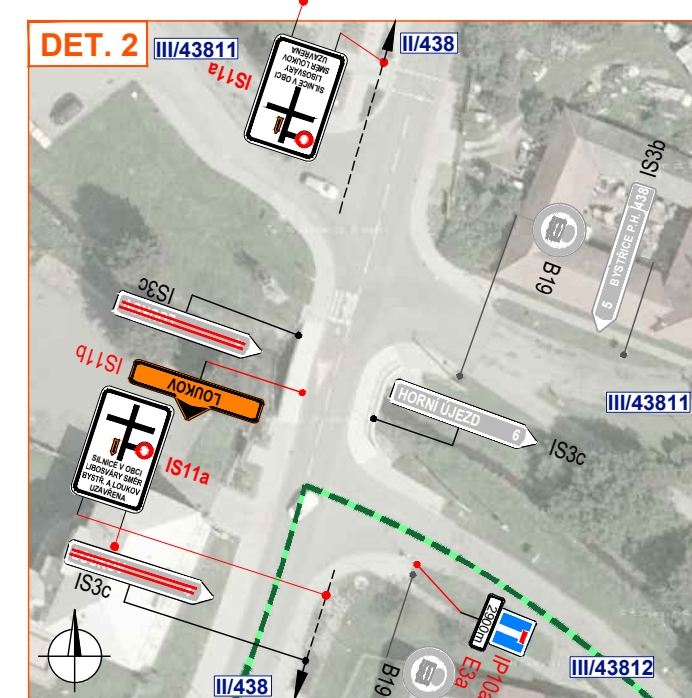 DET. 2
III/43811
II/438
IS11a
SILNICE V OBCI
LIBOSVÁRY
SMĚR LOUKOV
UZAVŘENA
IS3b
BYSTŘICE P.H. 438
5
B19
IS3c
IS11b
LOUKOV
III/43811
HORNÍ ÚJEZD 6
IS3c
SILNICE V OBCI
LIBOSVÁRY SMĚR
BYSTŘ. A LOUKOV
UZAVŘENA
IS11a
IS3c
2900m
IP10a
E3a
B19
III/43812
II/438